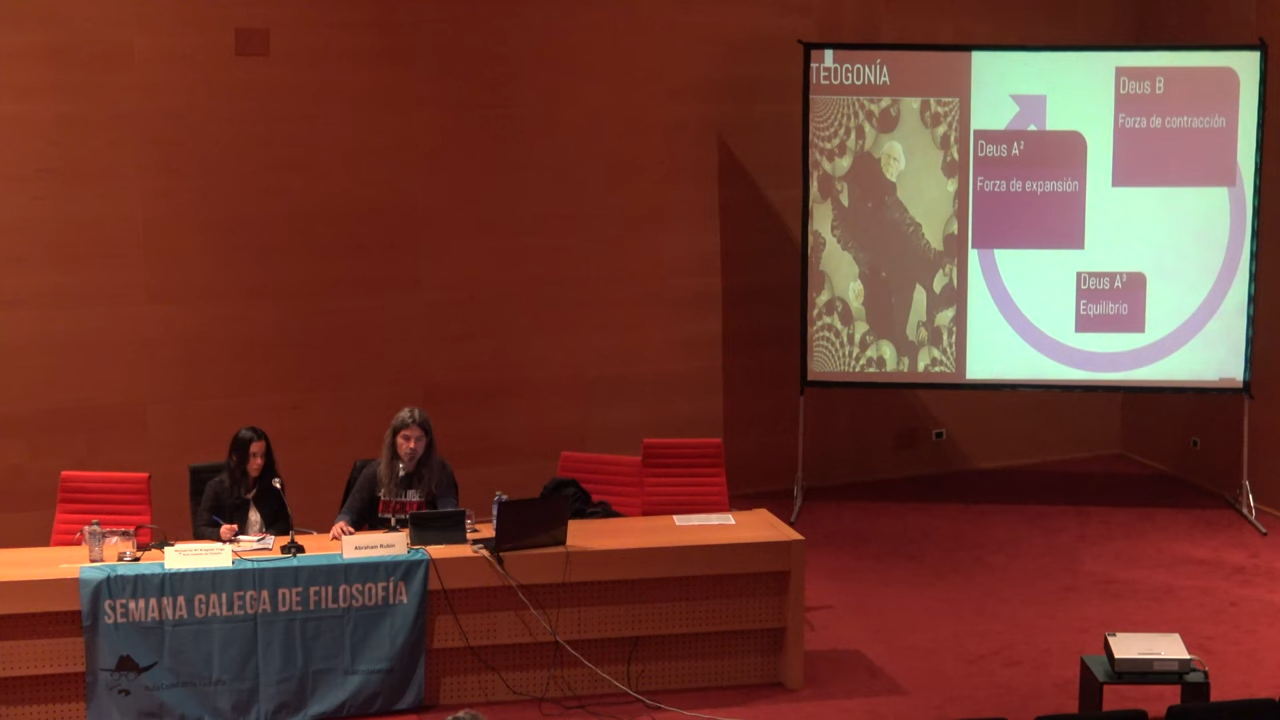 TEOGONÍA
Deus B
Forza de contracción
Deus A²
Forza de expansión
Deus A³
Equilibrio
Abraham Rubín
SEMANA GALEGA DE FILOSOFÍA